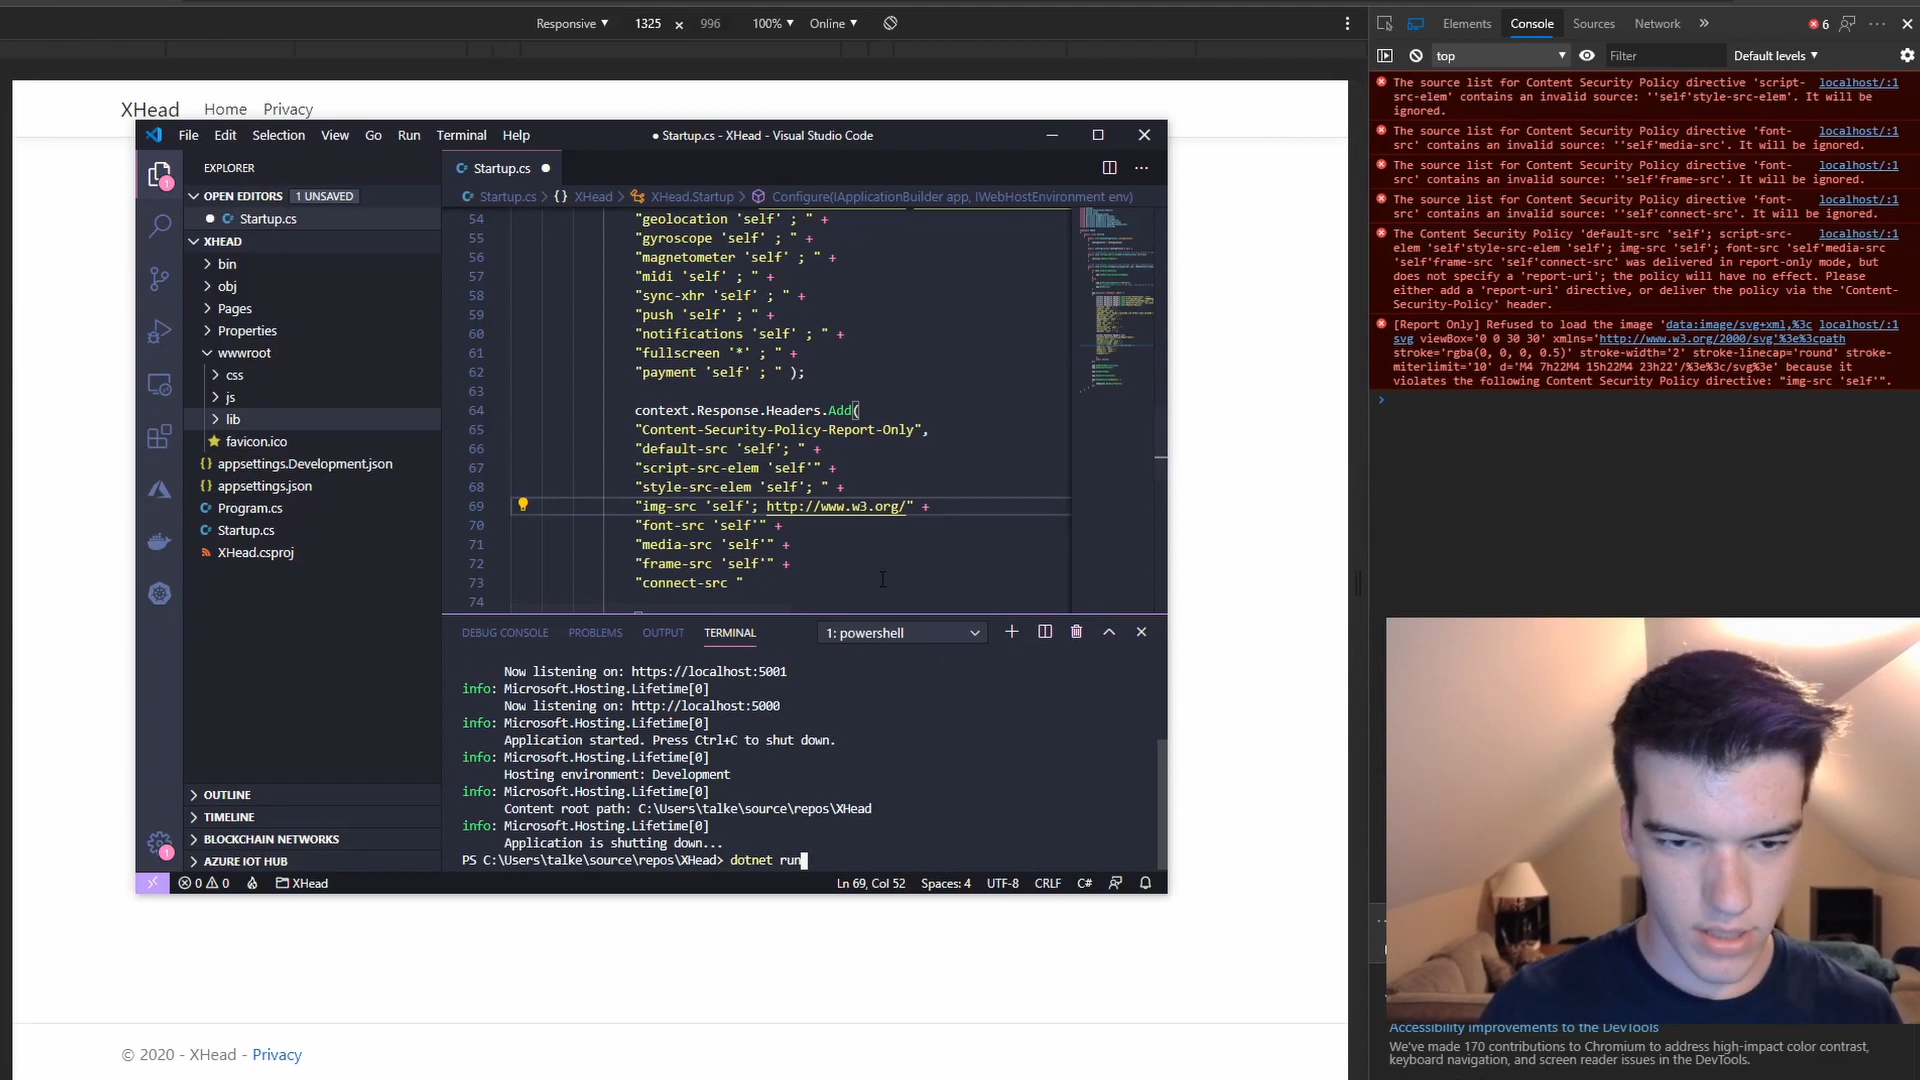 Responsive ▼ 1325 × 996 100% ▼ Online ▼
Elements Console Sources Network » 6
top ▼ Filter Default levels ▼
XHead Home Privacy
File Edit Selection View Go Run Terminal Help
● Startup.cs - XHead - Visual Studio Code
EXPLORER
OPEN EDITORS 1 UNSAVED
Startup.cs
XHEAD
bin
obj
Pages
Properties
wwwroot
css
js
lib
favicon.ico
appsettings.Development.json
appsettings.json
Program.cs
Startup.cs
XHead.csproj
OUTLINE
TIMELINE
BLOCKCHAIN NETWORKS
AZURE IOT HUB
Startup.cs
Startup.cs > {} XHead > XHead.Startup > Configure(IApplicationBuilder app, IWebHostEnvironment env)
54 "geolocation 'self' ; " +
55 "gyroscope 'self' ; " +
56 "magnetometer 'self' ; " +
57 "midi 'self' ; " +
58 "sync-xhr 'self' ; " +
59 "push 'self' ; " +
60 "notifications 'self' ; " +
61 "fullscreen '*' ; " +
62 "payment 'self' ; " );
63
64 context.Response.Headers.Add(
65 "Content-Security-Policy-Report-Only",
66 "default-src 'self'; " +
67 "script-src-elem 'self'" +
68 "style-src-elem 'self'; " +
69 "img-src 'self'; http://www.w3.org/" +
70 "font-src 'self'" +
71 "media-src 'self'" +
72 "frame-src 'self'" +
73 "connect-src "
74
DEBUG CONSOLE PROBLEMS OUTPUT TERMINAL 1: powershell
Now listening on: https://localhost:5001
info: Microsoft.Hosting.Lifetime[0]
Now listening on: http://localhost:5000
info: Microsoft.Hosting.Lifetime[0]
Application started. Press Ctrl+C to shut down.
info: Microsoft.Hosting.Lifetime[0]
Hosting environment: Development
info: Microsoft.Hosting.Lifetime[0]
Content root path: C:\Users\talke\source\repos\XHead
info: Microsoft.Hosting.Lifetime[0]
Application is shutting down...
PS C:\Users\talke\source\repos\XHead> dotnet run
0 0 XHead
Ln 69, Col 52 Spaces: 4 UTF-8 CRLF C#
1
1
© 2020 - XHead - Privacy
The source list for Content Security Policy directive 'script- localhost/:1
src-elem' contains an invalid source: ''self'style-src-elem'. It will be
ignored.
The source list for Content Security Policy directive 'font- localhost/:1
src' contains an invalid source: ''self'media-src'. It will be ignored.
The source list for Content Security Policy directive 'font- localhost/:1
src' contains an invalid source: ''self'frame-src'. It will be ignored.
The source list for Content Security Policy directive 'font- localhost/:1
src' contains an invalid source: ''self'connect-src'. It will be ignored.
The Content Security Policy 'default-src 'self'; script-src- localhost/:1
elem 'self'style-src-elem 'self'; img-src 'self'; font-src 'self'media-src
'self'frame-src 'self'connect-src' was delivered in report-only mode, but
does not specify a 'report-uri'; the policy will have no effect. Please
either add a 'report-uri' directive, or deliver the policy via the 'Content-
Security-Policy' header.
[Report Only] Refused to load the image 'data:image/svg+xml,%3c localhost/:1
svg viewBox='0 0 30 30' xmlns='http://www.w3.org/2000/svg'%3e%3cpath
stroke='rgba(0, 0, 0, 0.5)' stroke-width='2' stroke-linecap='round' stroke-
miterlimit='10' d='M4 7h22M4 15h22M4 23h22'/%3e%3c/svg%3e' because it
violates the following Content Security Policy directive: "img-src 'self'".
Accessibility improvements to the DevTools
We've made 170 contributions to Chromium to address high-impact color contrast,
keyboard navigation, and screen reader issues in the DevTools.